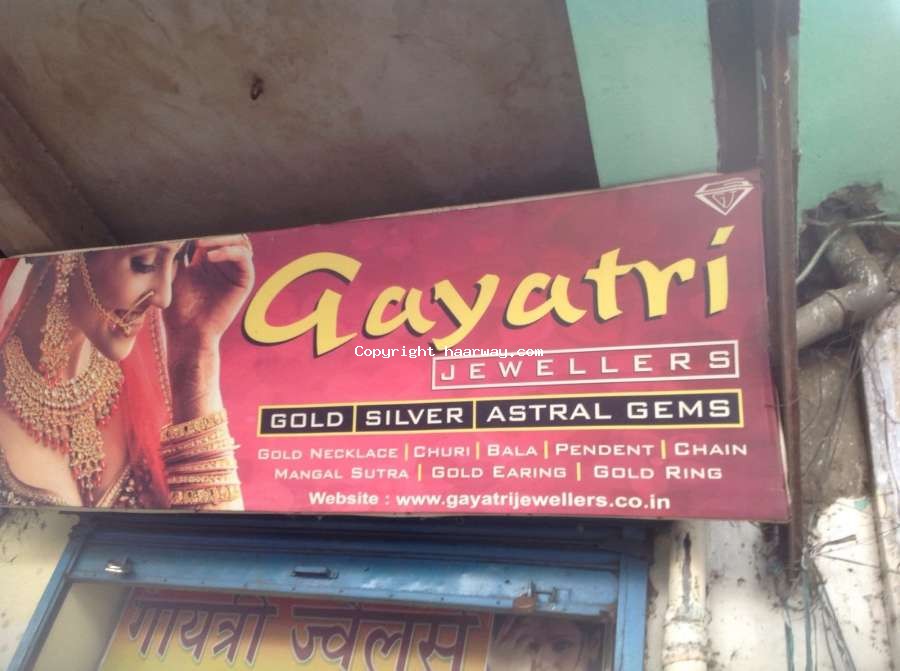 Gayatri
Copyright haarway.com
JEWELLERS
GOLD | SILVER | ASTRAL GEMS
GOLD NECKLACE | CHURI | BALA | PENDENT | CHAIN
MANGAL SUTRA | GOLD EARING | GOLD RING
Website : www.gayatrijewellers.co.in
गायत्री ज्वेलर्स